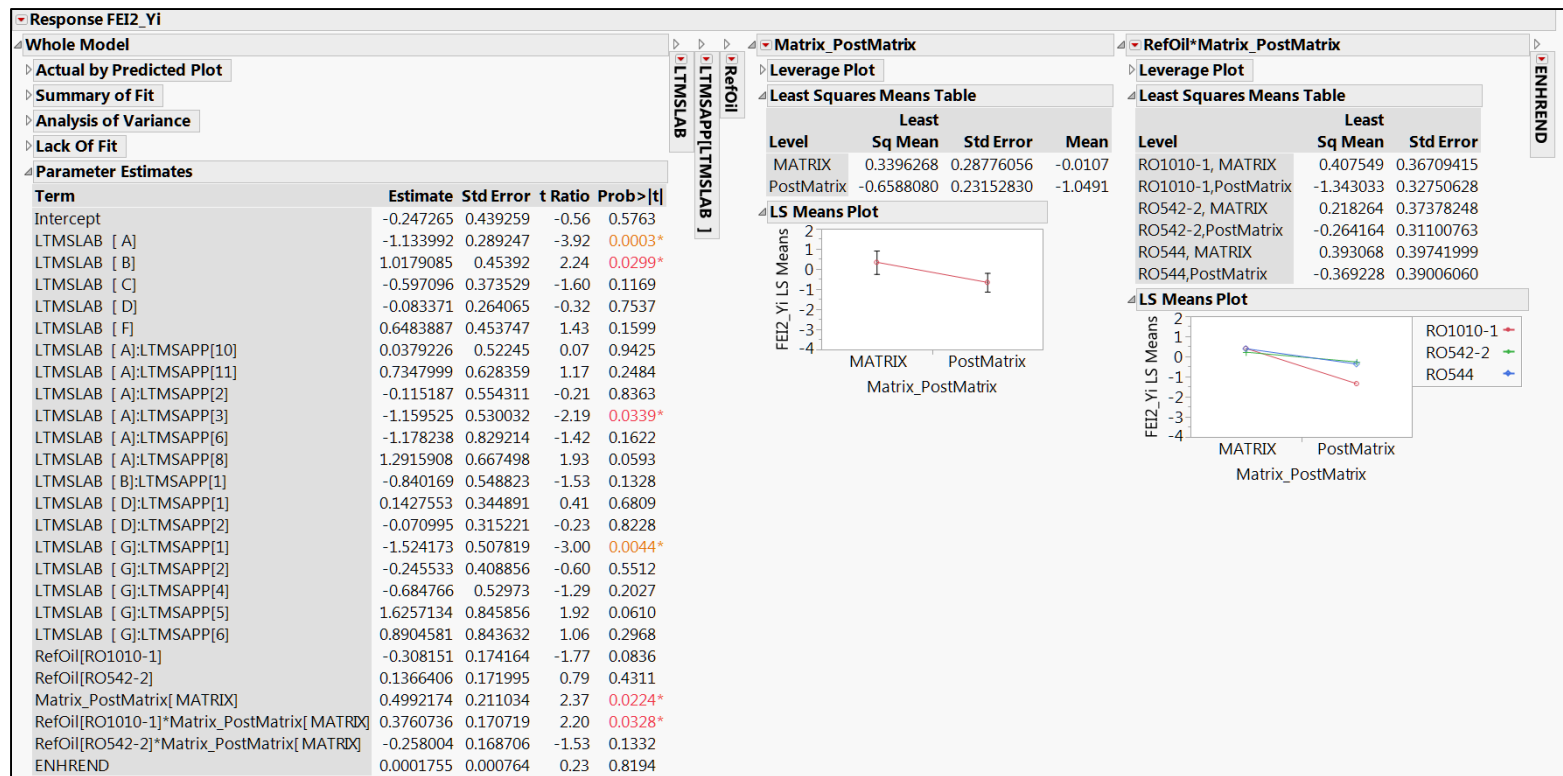 Response FEI2_Yi
Whole Model
Actual by Predicted Plot
Summary of Fit
Analysis of Variance
Lack Of Fit
Parameter Estimates
Term Estimate Std Error t Ratio Prob>|t|
Intercept -0.247265 0.439259 -0.56 0.5763
LTMSLAB [ A] -1.133992 0.289247 -3.92 0.0003*
LTMSLAB [ B] 1.0179085 0.45392 2.24 0.0299*
LTMSLAB [ C] -0.597096 0.373529 -1.60 0.1169
LTMSLAB [ D] -0.083371 0.264065 -0.32 0.7537
LTMSLAB [ F] 0.6483887 0.453747 1.43 0.1599
LTMSLAB [ A]:LTMSAPP[10] 0.0379226 0.52245 0.07 0.9425
LTMSLAB [ A]:LTMSAPP[11] 0.7347999 0.628359 1.17 0.2484
LTMSLAB [ A]:LTMSAPP[2] -0.115187 0.554311 -0.21 0.8363
LTMSLAB [ A]:LTMSAPP[3] -1.159525 0.530032 -2.19 0.0339*
LTMSLAB [ A]:LTMSAPP[6] -1.178238 0.829214 -1.42 0.1622
LTMSLAB [ A]:LTMSAPP[8] 1.2915908 0.667498 1.93 0.0593
LTMSLAB [ B]:LTMSAPP[1] -0.840169 0.548823 -1.53 0.1328
LTMSLAB [ D]:LTMSAPP[1] 0.1427553 0.344891 0.41 0.6809
LTMSLAB [ D]:LTMSAPP[2] -0.070995 0.315221 -0.23 0.8228
LTMSLAB [ G]:LTMSAPP[1] -1.524173 0.507819 -3.00 0.0044*
LTMSLAB [ G]:LTMSAPP[2] -0.245533 0.408856 -0.60 0.5512
LTMSLAB [ G]:LTMSAPP[4] -0.684766 0.52973 -1.29 0.2027
LTMSLAB [ G]:LTMSAPP[5] 1.6257134 0.845856 1.92 0.0610
LTMSLAB [ G]:LTMSAPP[6] 0.8904581 0.843632 1.06 0.2968
RefOil[RO1010-1] -0.308151 0.174164 -1.77 0.0836
RefOil[RO542-2] 0.1366406 0.171995 0.79 0.4311
Matrix_PostMatrix[ MATRIX] 0.4992174 0.211034 2.37 0.0224*
RefOil[RO1010-1]*Matrix_PostMatrix[ MATRIX] 0.3760736 0.170719 2.20 0.0328*
RefOil[RO542-2]*Matrix_PostMatrix[ MATRIX] -0.258004 0.168706 -1.53 0.1332
ENHREND 0.0001755 0.000764 0.23 0.8194
LTMSLAB
LTMSAPP[LTMSLAB ]
RefOil
Matrix_PostMatrix
Leverage Plot
Least Squares Means Table
Least
Level Sq Mean Std Error Mean
MATRIX 0.3396268 0.28776056 -0.0107
PostMatrix -0.6588080 0.23152830 -1.0491
LS Means Plot
FEI2_Yi LS Means
2
1
0
-1
-2
-3
-4
MATRIX PostMatrix
Matrix_PostMatrix
RefOil*Matrix_PostMatrix
Leverage Plot
Least Squares Means Table
Least
Level Sq Mean Std Error
RO1010-1, MATRIX 0.407549 0.36709415
RO1010-1,PostMatrix -1.343033 0.32750628
RO542-2, MATRIX 0.218264 0.37378248
RO542-2,PostMatrix -0.264164 0.31100763
RO544, MATRIX 0.393068 0.39741999
RO544,PostMatrix -0.369228 0.39006060
LS Means Plot
FEI2_Yi LS Means
2
1
0
-1
-2
-3
-4
MATRIX PostMatrix
Matrix_PostMatrix
RO1010-1
RO542-2
RO544
ENHREND